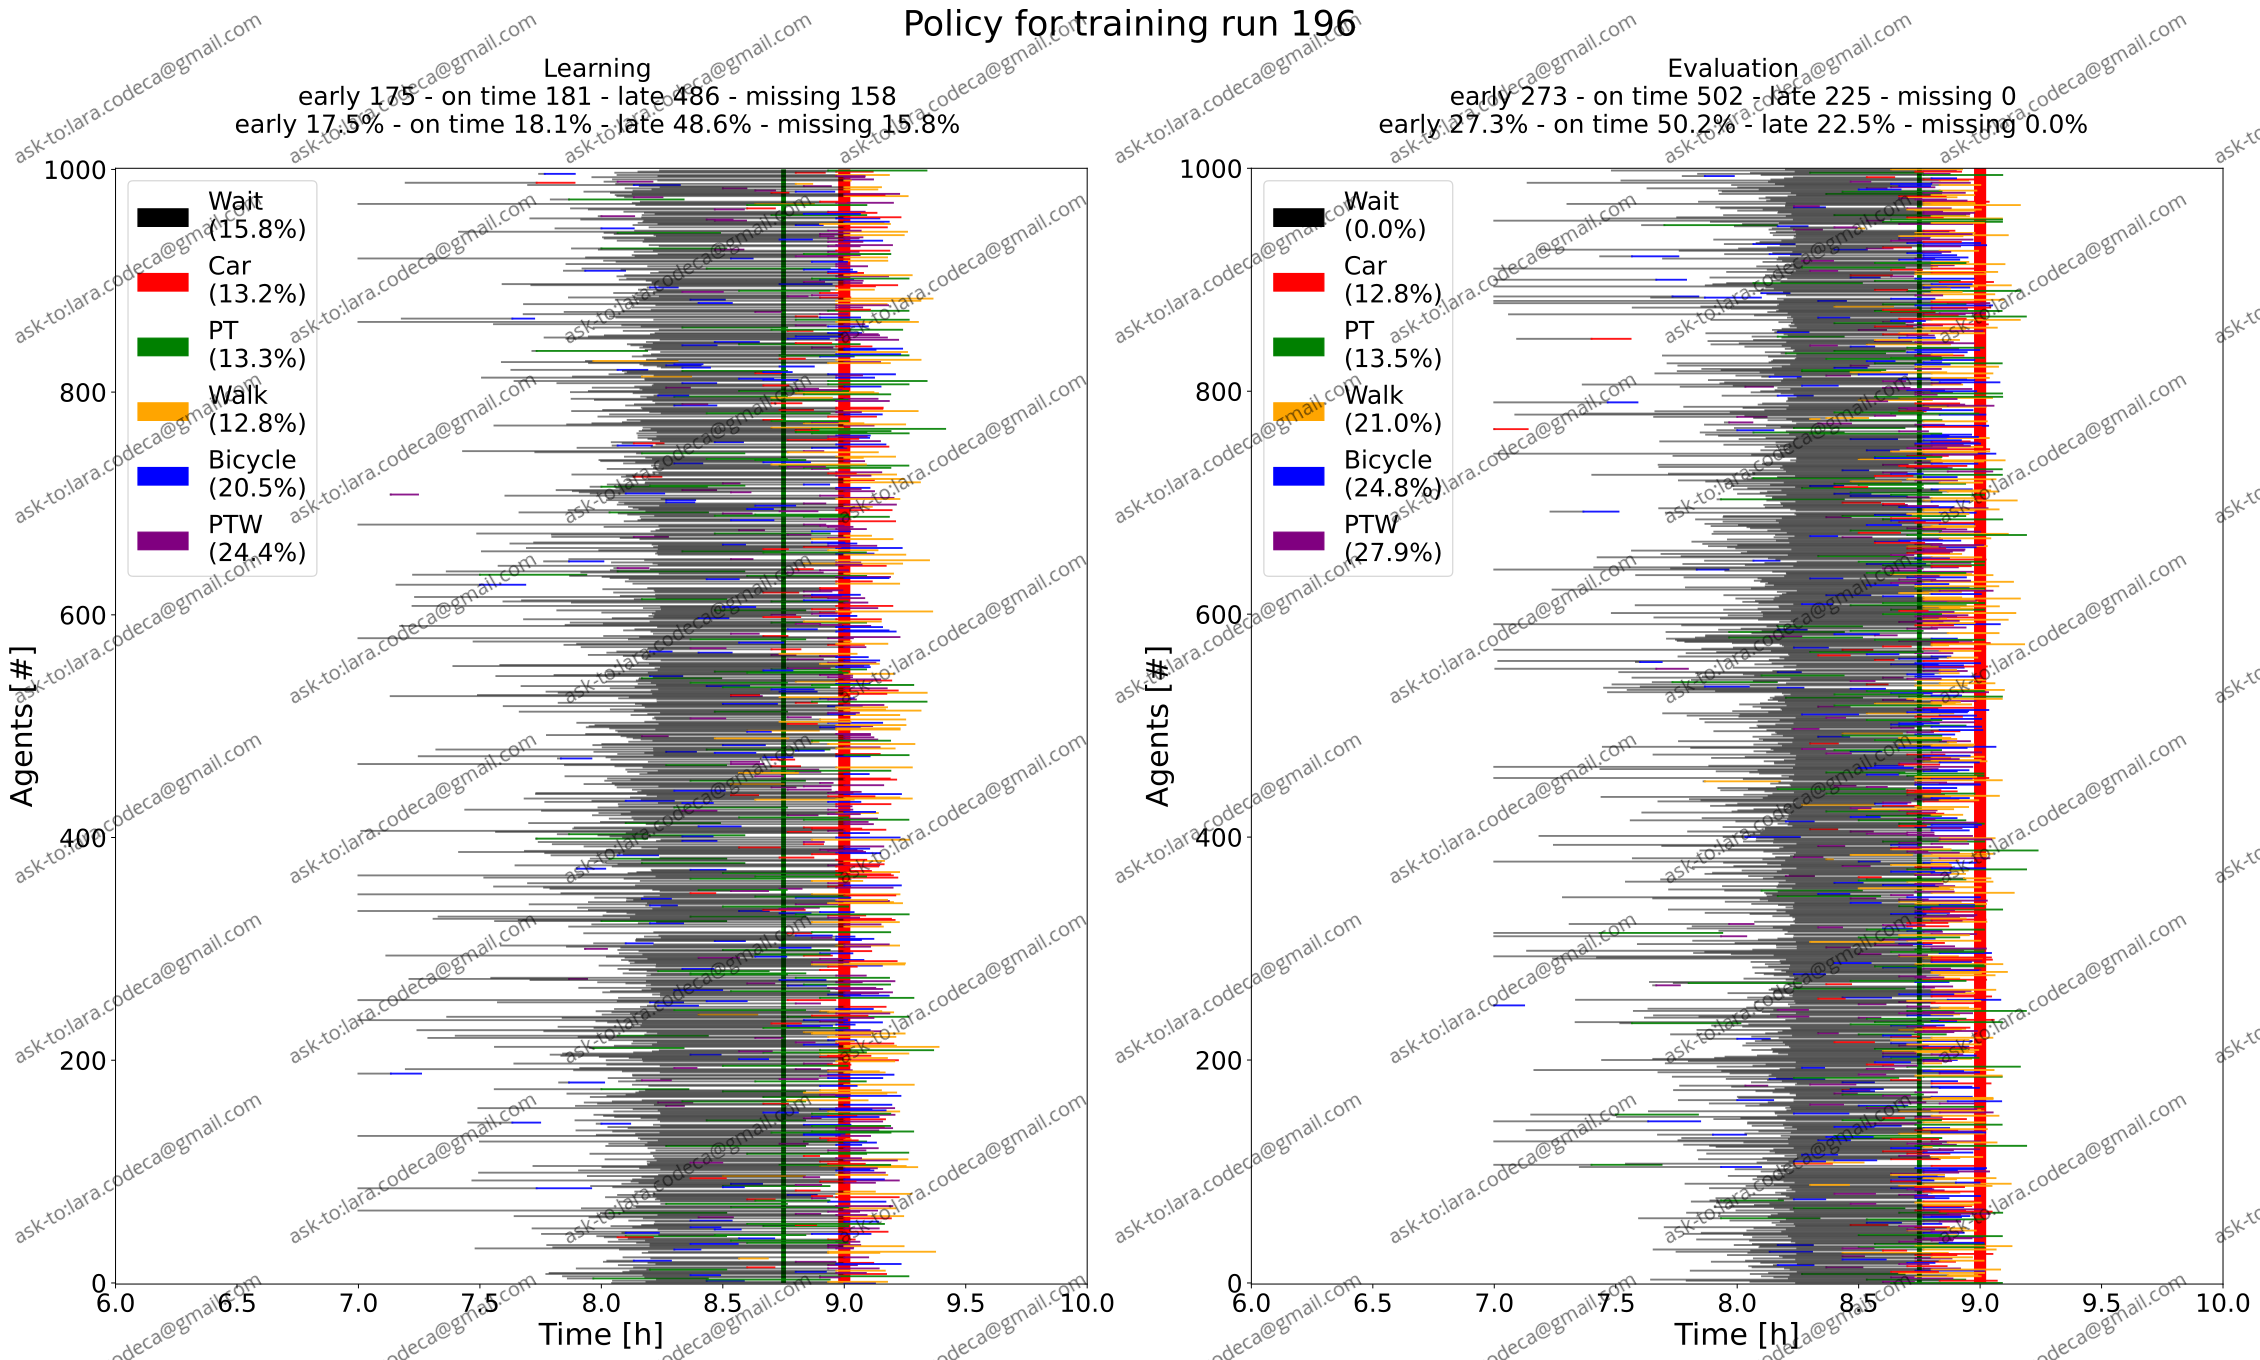 Policy for training run 196
Learning
early 175 - on time 181 - late 486 - missing 158
early 17.5% - on time 18.1% - late 48.6% - missing 15.8%
Evaluation
early 273 - on time 502 - late 225 - missing 0
early 27.3% - on time 50.2% - late 22.5% - missing 0.0%
1000
800
600
400
200
0
Agents [#]
Wait
(15.8%)
Car
(13.2%)
PT
(13.3%)
Walk
(12.8%)
Bicycle
(20.5%)
PTW
(24.4%)
6.0 6.5 7.0 7.5 8.0 8.5 9.0 9.5 10.0
Time [h]
1000
800
600
400
200
0
Agents [#]
Wait
(0.0%)
Car
(12.8%)
PT
(13.5%)
Walk
(21.0%)
Bicycle
(24.8%)
PTW
(27.9%)
6.0 6.5 7.0 7.5 8.0 8.5 9.0 9.5 10.0
Time [h]
ask-to:lara.codeca@gmail.com